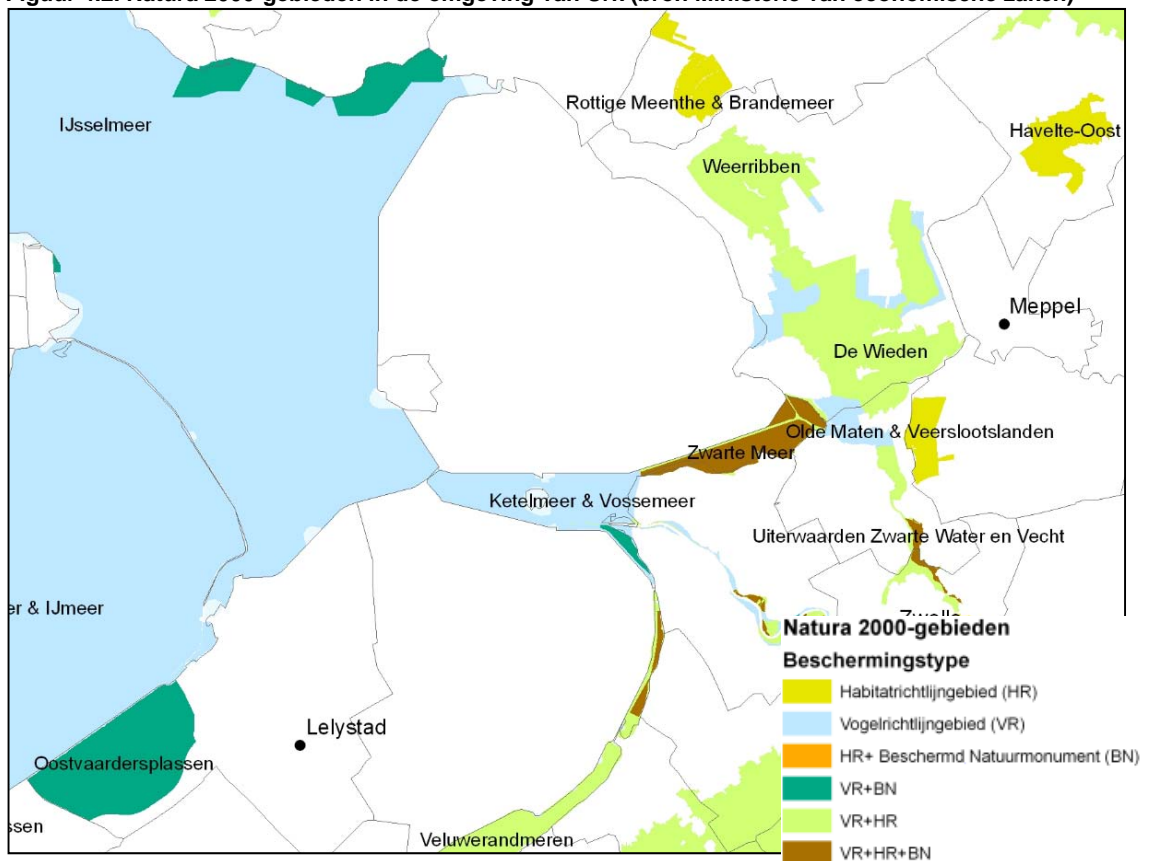 IJsselmeer
Rottige Meenthe & Brandemeer
Havelte-Oost
Weerribben
Meppel
De Wieden
Olde Maten & Veerslootslanden
Zwarte Meer
Ketelmeer & Vossemeer
Uiterwaarden Zwarte Water en Vecht
er & IJmeer
Lelystad
Oostvaardersplassen
ssen
Veluwerandmeren
Natura 2000-gebieden
Beschermingstype
Habitatrichtlijngebied (HR)
Vogelrichtlijngebied (VR)
HR+ Beschermd Natuurmonument (BN)
VR+BN
VR+HR
VR+HR+BN